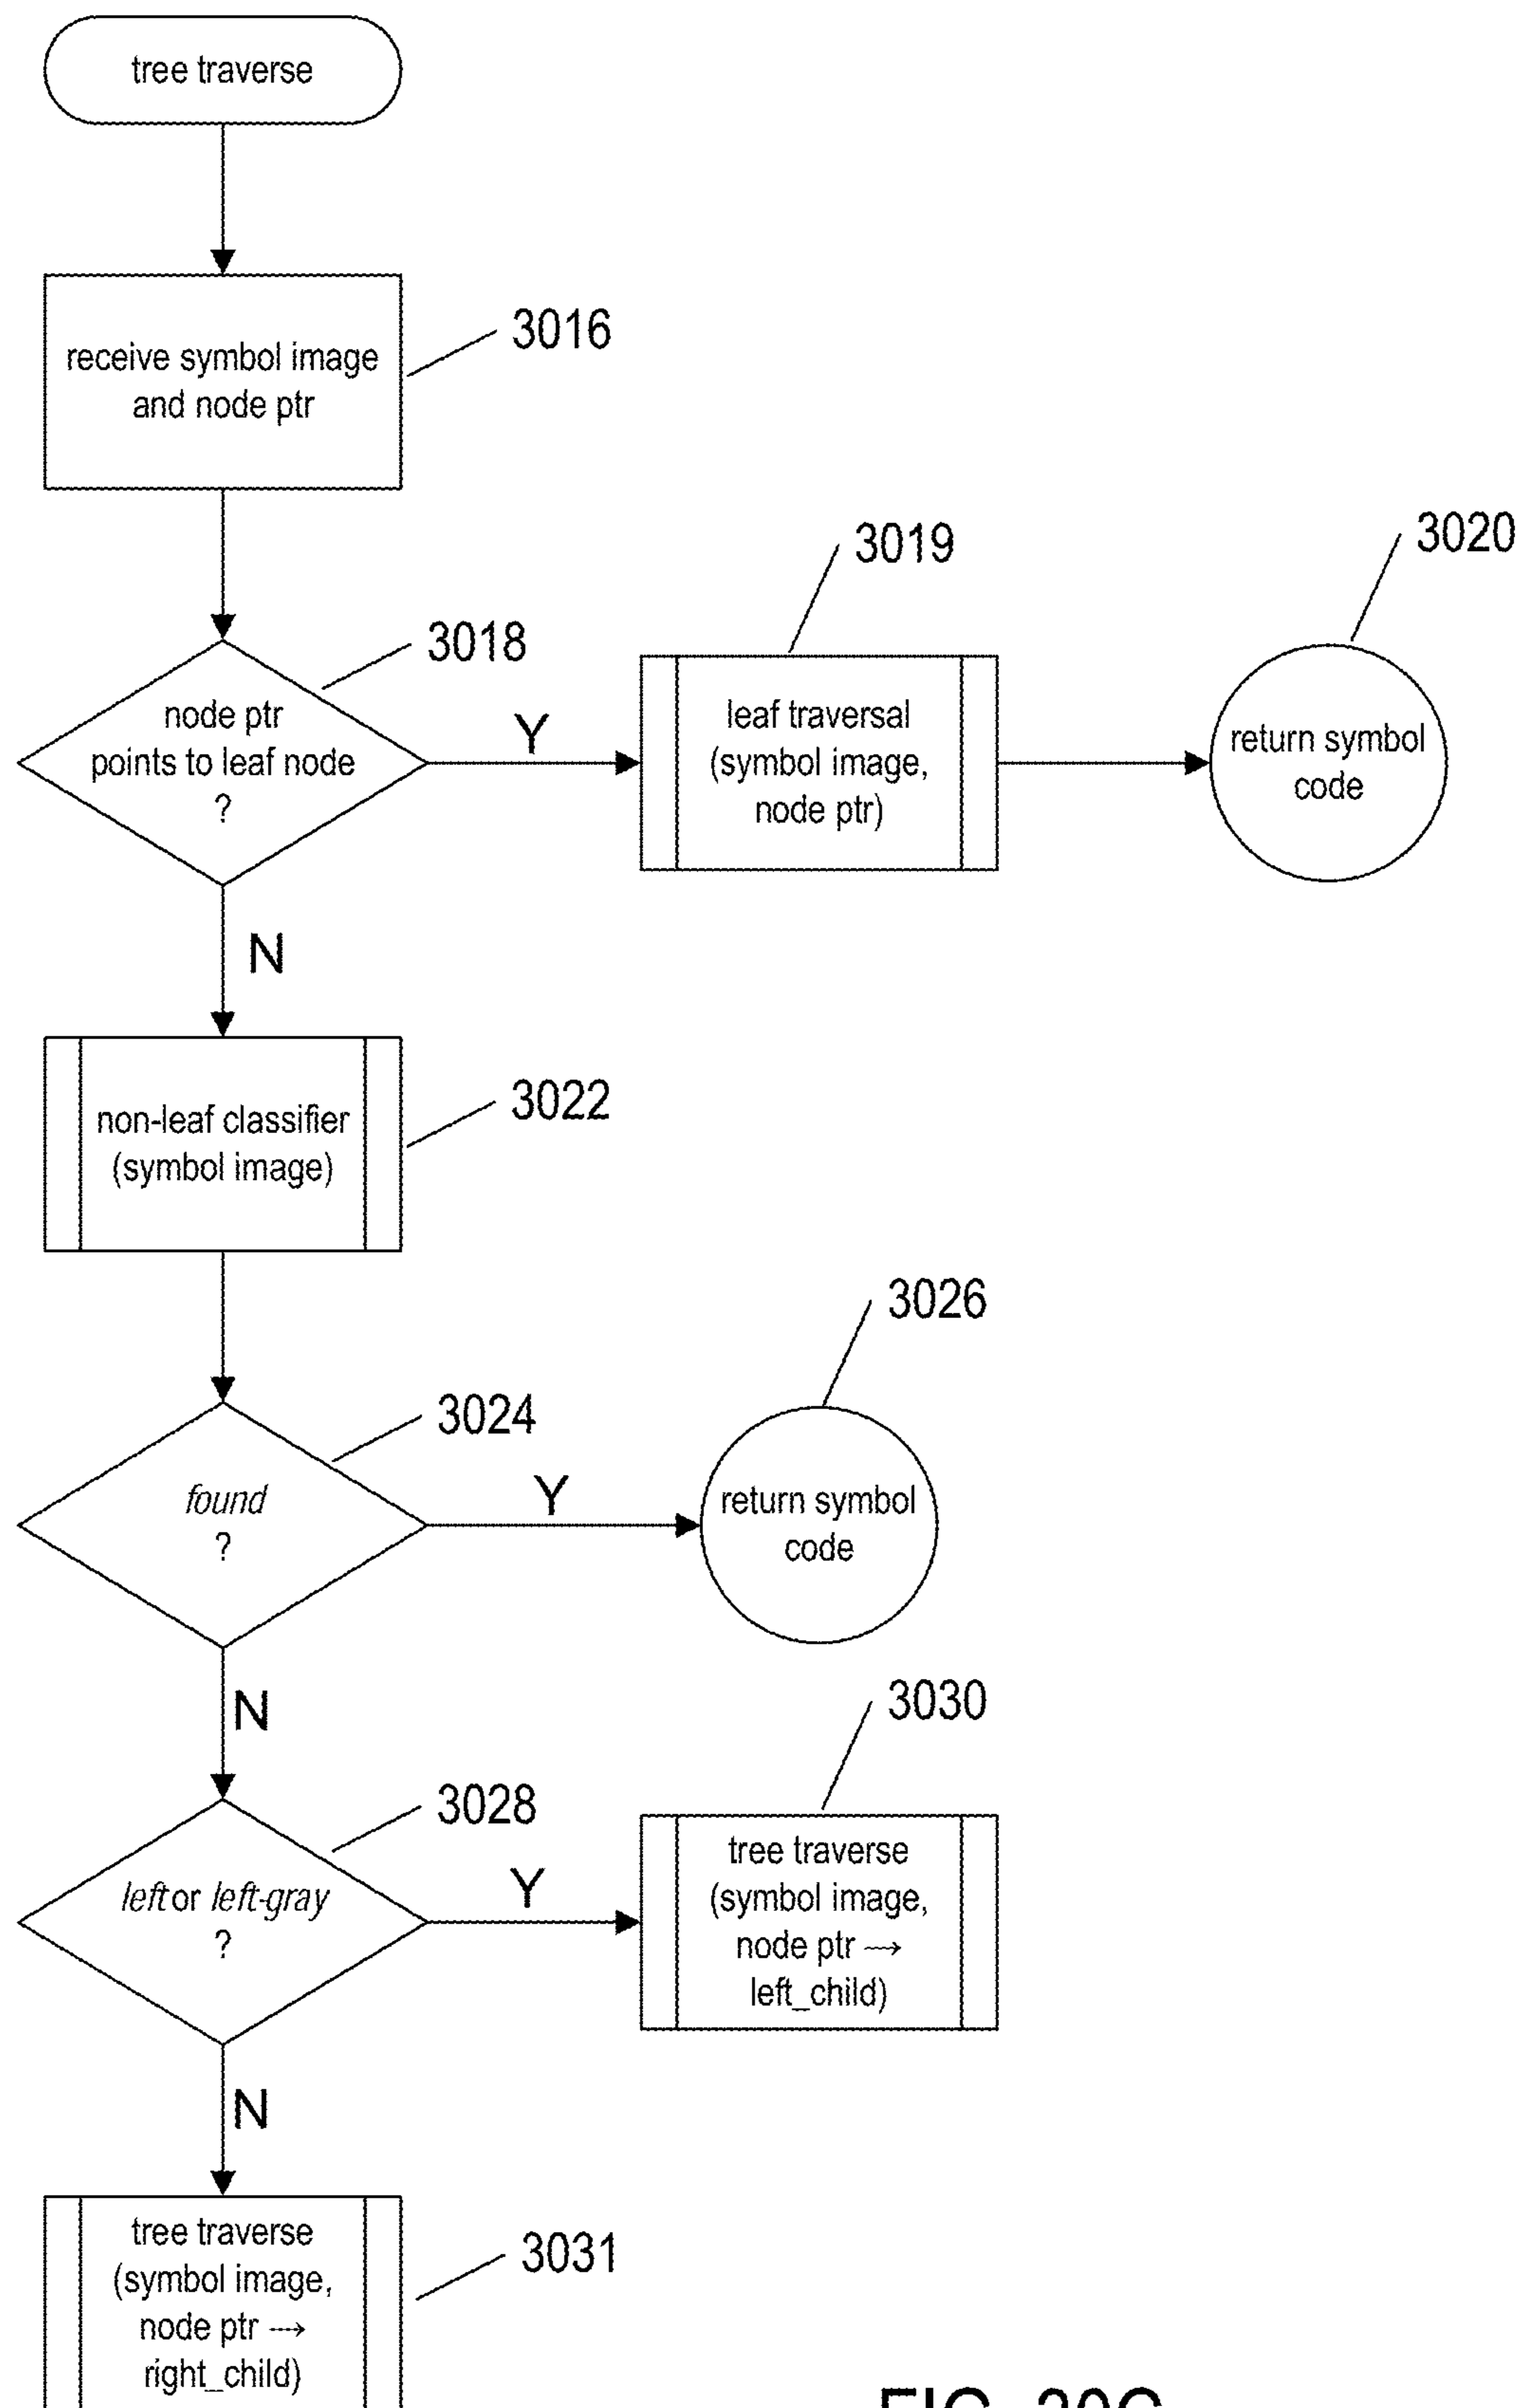 tree traverse
receive symbol image
and node ptr
3016
node ptr
points to leaf node
?
3018
Y
leaf traversal
(symbol image,
node ptr)
3019
return symbol
code
3020
N
non-leaf classifier
(symbol image)
3022
found
?
3024
Y
return symbol
code
3026
N
left or left-gray
?
3028
Y
tree traverse
(symbol image,
node ptr →
left_child)
3030
N
tree traverse
(symbol image,
node ptr →
right_child)
3031